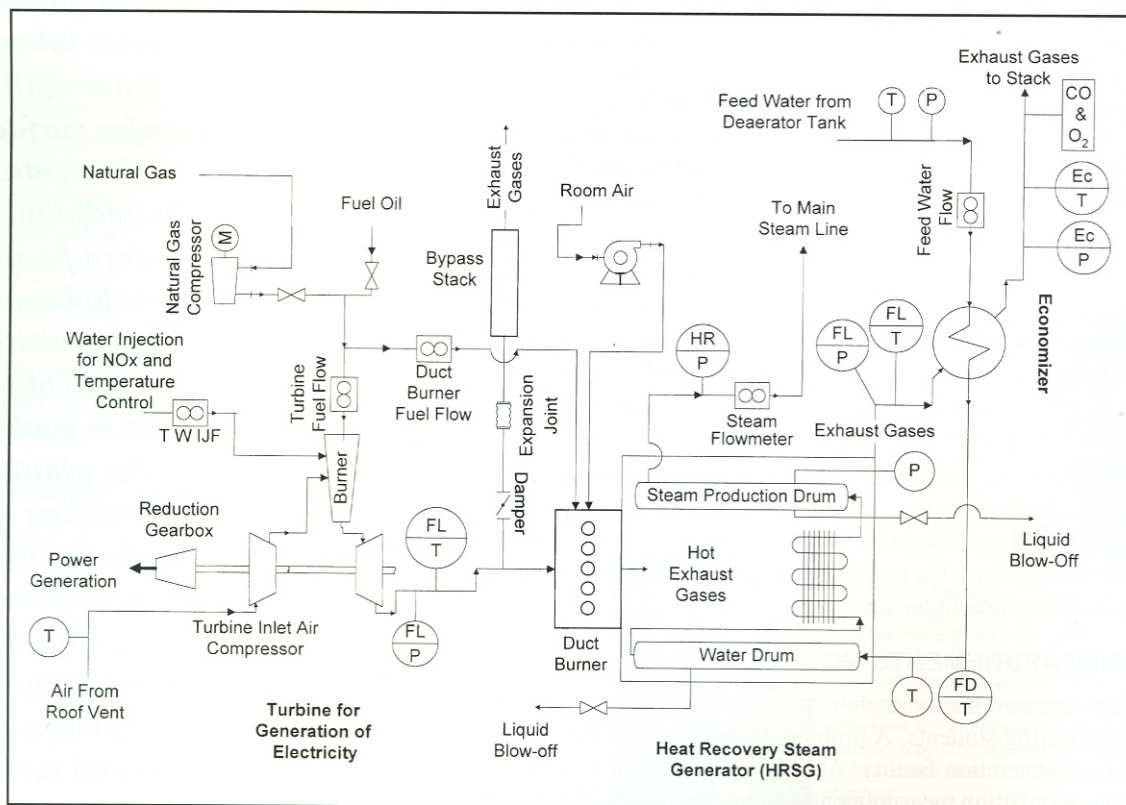 Exhaust Gases
to Stack
CO
&
O2
Feed Water from
Deaerator Tank
T
P
Ec
T
Ec
P
Feed Water
Flow
Economizer
Natural Gas
M
Natural Gas
Compressor
Fuel Oil
Exhaust
Gases
Bypass
Stack
Room Air
T
To Main
Steam Line
Water Injection
for NOx and
Temperature
Control
T W IJF
Turbine
Fuel Flow
Duct
Burner
Fuel Flow
Expansion
Joint
Damper
HR
P
Steam
Flowmeter
FL
P
FL
T
Exhaust Gases
Burner
Reduction
Gearbox
Power
Generation
T
Air From
Roof Vent
Turbine Inlet Air
Compressor
FL
T
FL
P
Duct
Burner
Steam Production Drum
P
Liquid
Blow-Off
Hot
Exhaust
Gases
Water Drum
T
FD
T
Liquid
Blow-off
Turbine for
Generation of
Electricity
Heat Recovery Steam
Generator (HRSG)